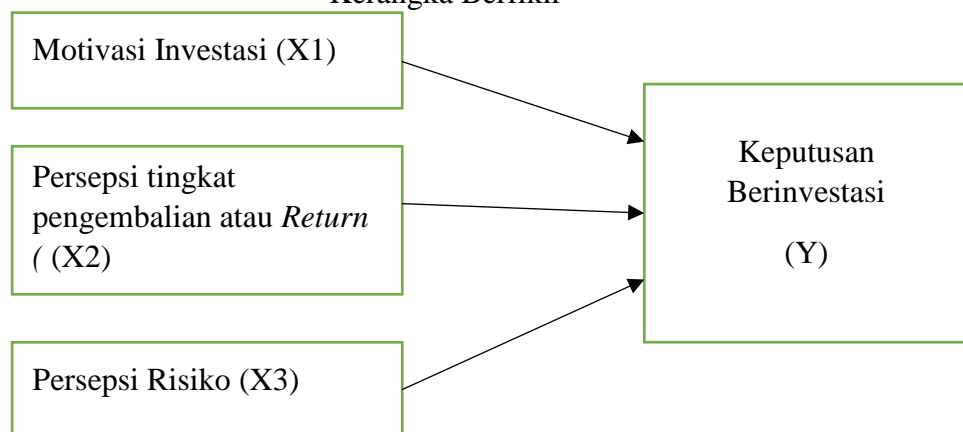 Kerangka Berfikir
Motivasi Investasi (X1)
Persepsi tingkat
pengembalian atau Return
( (X2)
Persepsi Risiko (X3)
Keputusan
Berinvestasi
(Y)